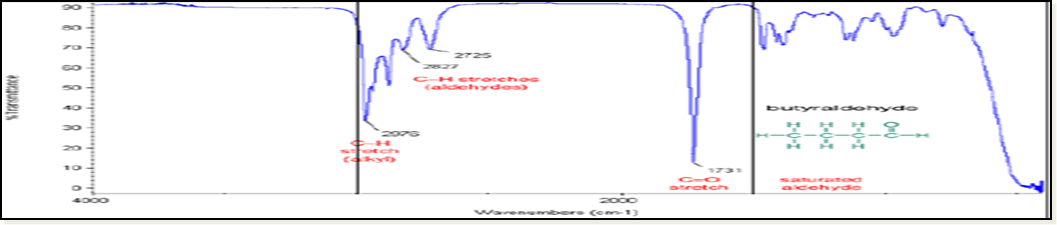 90
80
70
60
50
40
30
20
10
0
%Transmittance
2725
2827
C-H stretches
(aldehydes)
2976
C-H
stretch
(alkyl)
butyraldehyde
H H H O
H-C-C-C-C-H
H H H
1731
C=O
stretch
saturated
aldehyde
4000
2000
Wavenumbers (cm-1)